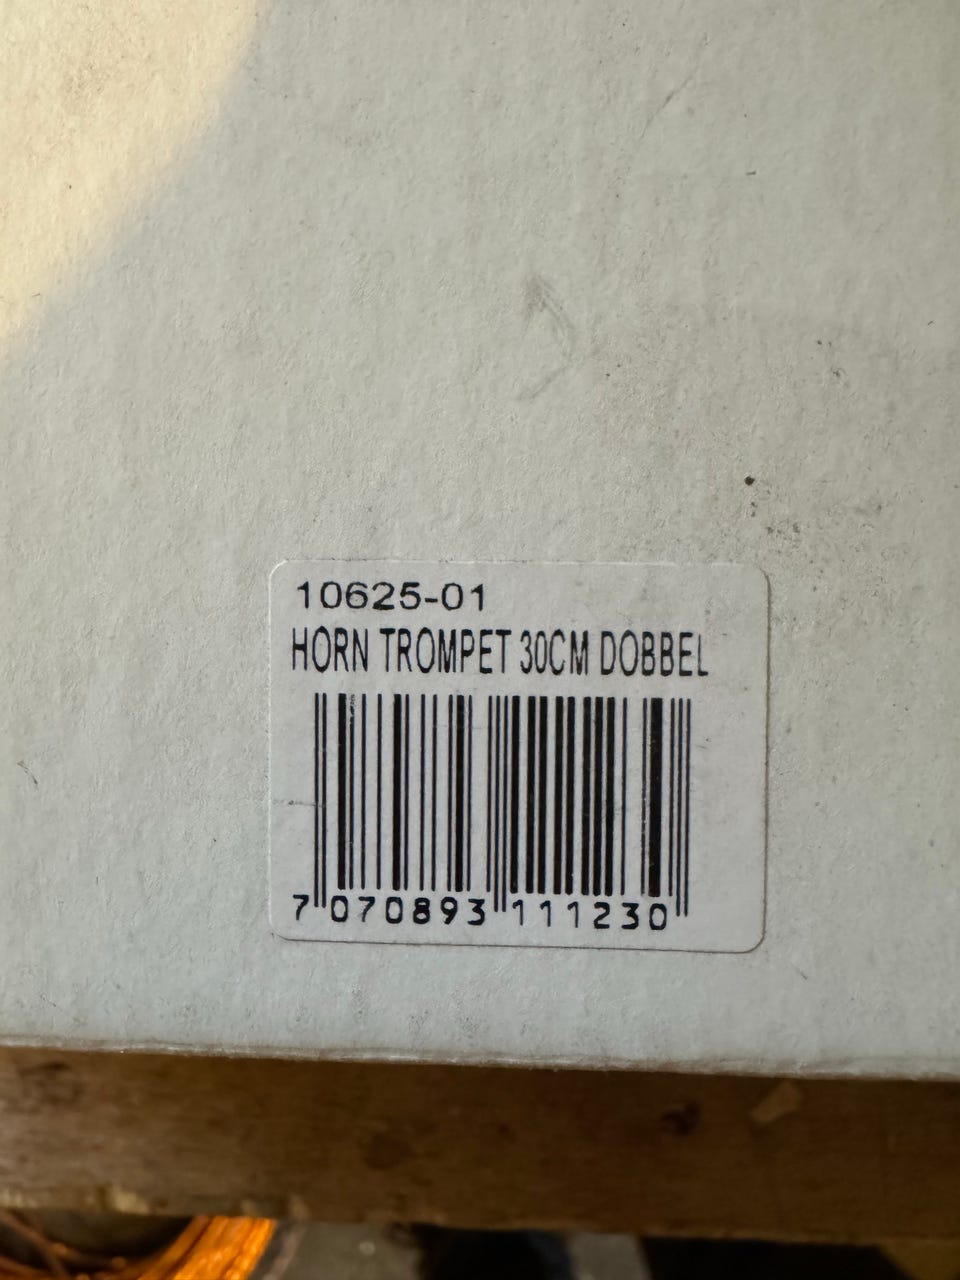 10625-01
HORN TROMPET 30CM DOBBEL
7 070893 111230